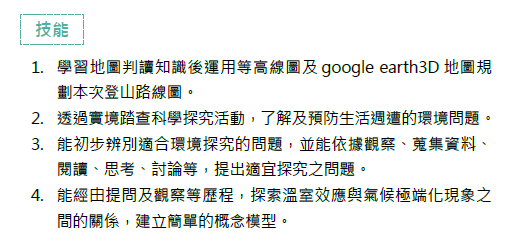 技能
1. 學習地圖判讀知識後運用等高線圖及 google earth3D 地圖規
劃本次登山路線圖。
2. 透過實境踏查科學探究活動，了解及預防生活週遭的環境問題。
3. 能初步辨別適合環境探究的問題，並能依據觀察、蒐集資料、
閱讀、思考、討論等，提出適宜探究之問題。
4. 能經由提問及觀察等歷程，探索溫室效應與氣候極端化現象之
間的關係，建立簡單的概念模型。